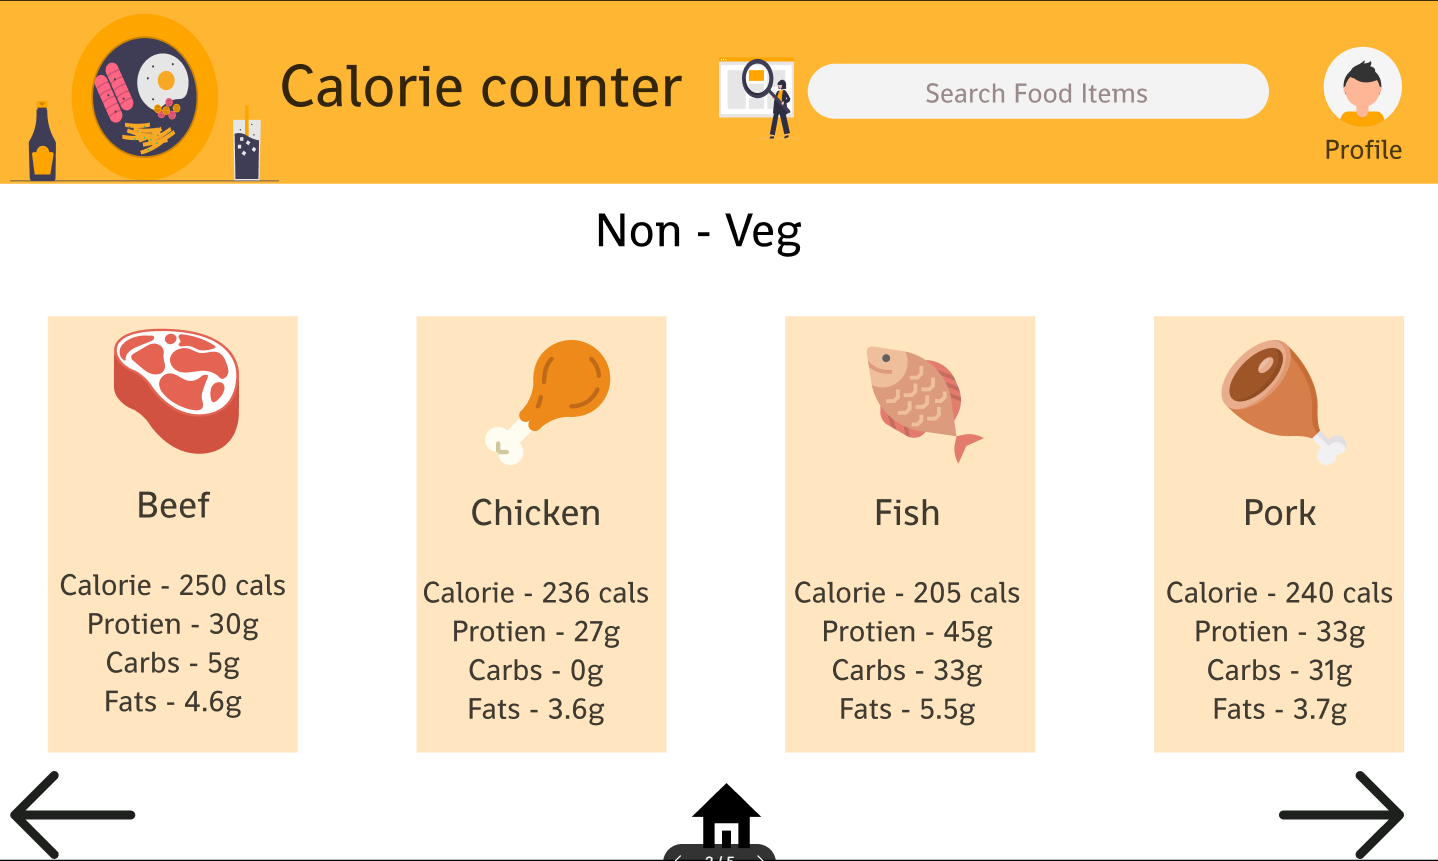 Calorie counter
Search Food Items
Profile
Non - Veg
Beef
Calorie - 250 cals
Protien - 30g
Carbs - 5g
Fats - 4.6g
Chicken
Calorie - 236 cals
Protien - 27g
Carbs - 0g
Fats - 3.6g
Fish
Calorie - 205 cals
Protien - 45g
Carbs - 33g
Fats - 5.5g
Pork
Calorie - 240 cals
Protien - 33g
Carbs - 31g
Fats - 3.7g
2 / 5